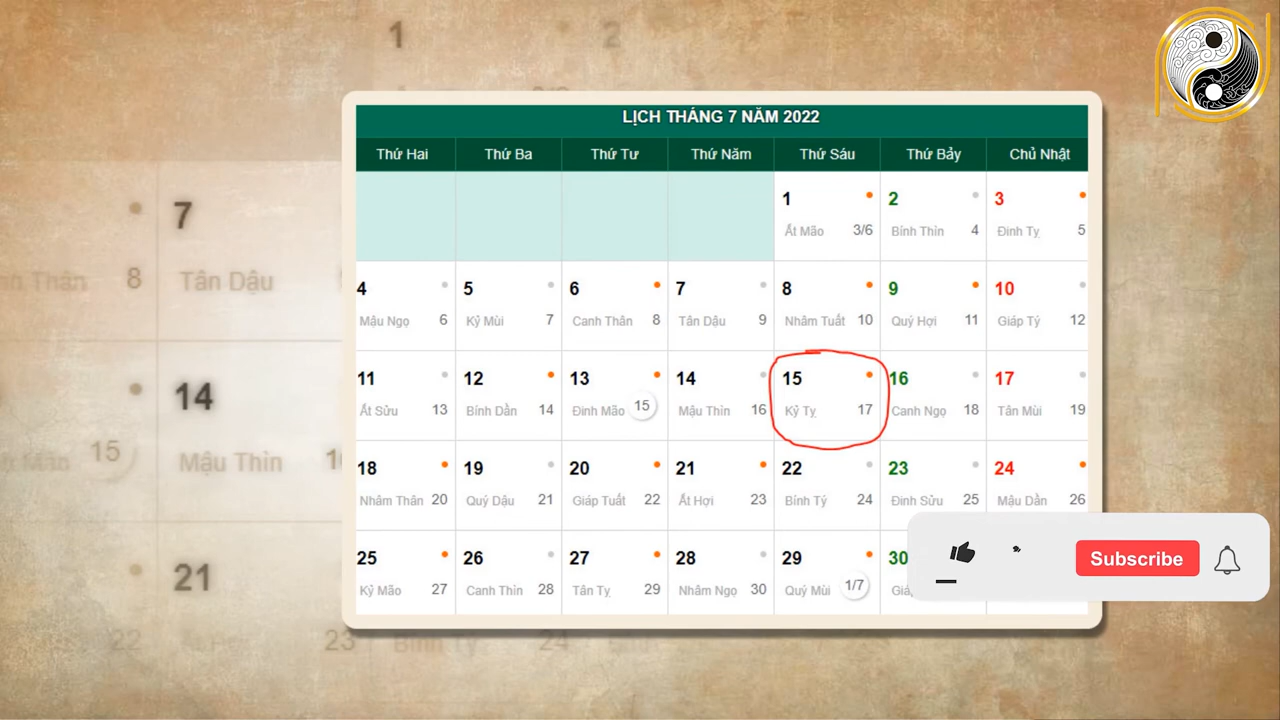 LỊCH THÁNG 7 NĂM 2022
Thứ Hai Thứ Ba Thứ Tư Thứ Năm Thứ Sáu Thứ Bảy Chủ Nhật
1 2 3
Ất Mão 3/6 Bính Thìn 4 Đinh Tỵ 5
4 5 6 7 8 9 10
Mậu Ngọ 6 Kỷ Mùi 7 Canh Thân 8 Tân Dậu 9 Nhâm Tuất 10 Quý Hợi 11 Giáp Tý 12
11 12 13 14 15 16 17
Ất Sửu 13 Bính Dần 14 Đinh Mão 15 Mậu Thìn 16 Kỷ Tỵ 17 Canh Ngọ 18 Tân Mùi 19
18 19 20 21 22 23 24
Nhâm Thân 20 Quý Dậu 21 Giáp Tuất 22 Ất Hợi 23 Bính Tý 24 Đinh Sửu 25 Mậu Dần 26
25 26 27 28 29 30
Kỷ Mão 27 Canh Thìn 28 Tân Tỵ 29 Nhâm Ngọ 30 Quý Mùi 1/7
Subscribe
1 2
7
8 Tân Dậu
14
15 Mậu Thìn
21
22 23 Bính Tý 24